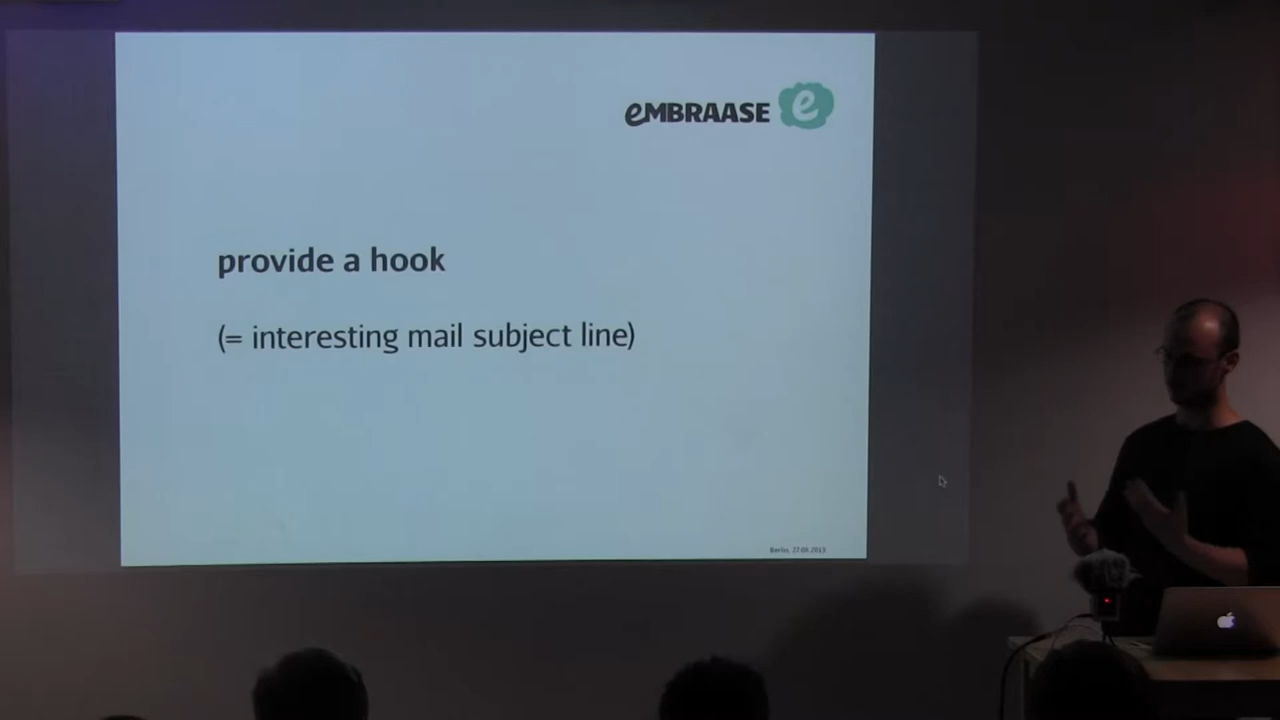 eMBRAASE e
provide a hook
(= interesting mail subject line)
Berlin, 27.09.2013